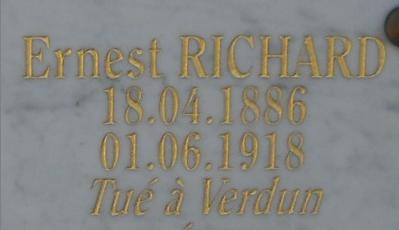 Ernest RICHARD
18.04.1886
01.06.1918
Tué à Verdun